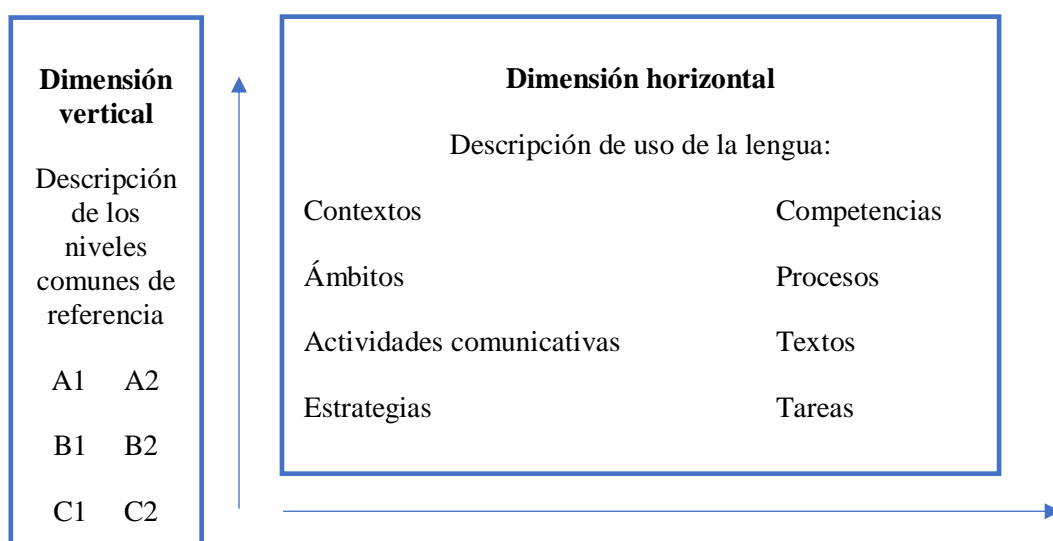 Dimensión
vertical
Descripción
de los
niveles
comunes de
referencia
A1 A2
B1 B2
C1 C2
Dimensión horizontal
Descripción de uso de la lengua:
Contextos Competencias
Ámbitos Procesos
Actividades comunicativas Textos
Estrategias Tareas